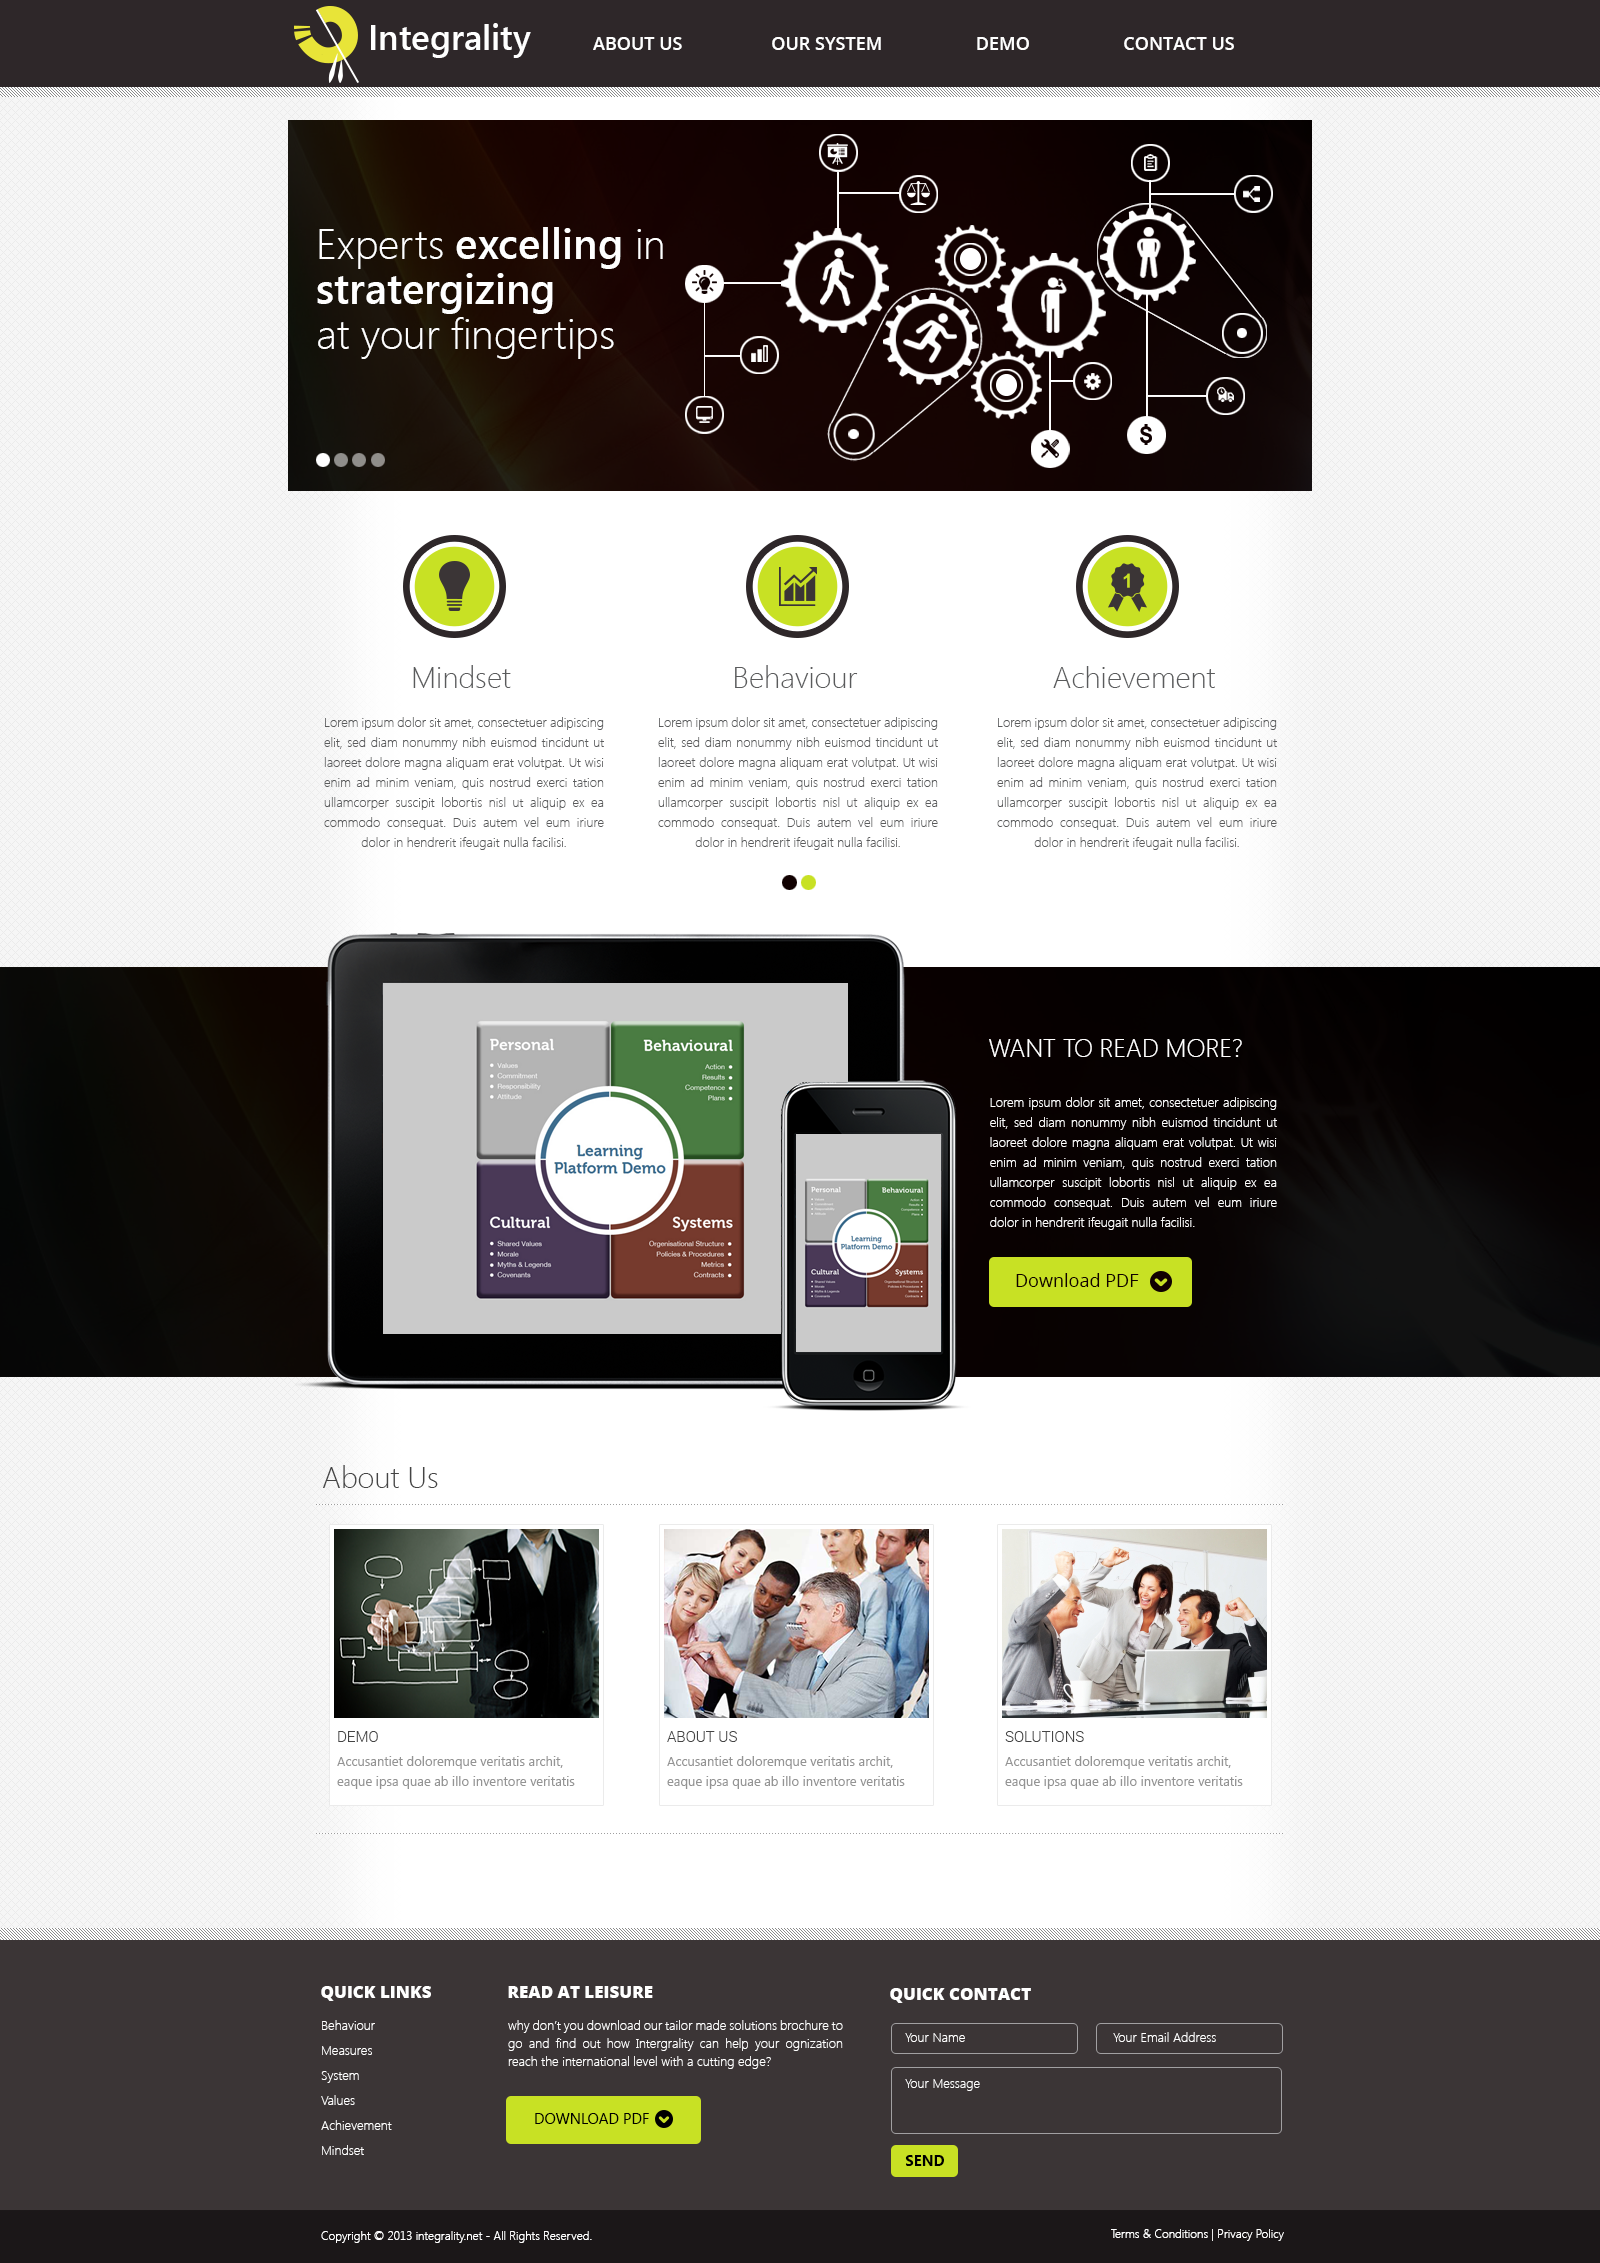 Integrality
ABOUT US
OUR SYSTEM
DEMO
CONTACT US
Experts excelling in
stratergizing
at your fingertips
$
1
Mindset
Lorem ipsum dolor sit amet, consectetuer adipiscing
elit, sed diam nonummy nibh euismod tincidunt ut
laoreet dolore magna aliquam erat volutpat. Ut wisi
enim ad minim veniam, quis nostrud exerci tation
ullamcorper suscipit lobortis nisl ut aliquip ex ea
commodo consequat. Duis autem vel eum iriure
dolor in hendrerit ifeugait nulla facilisi.
Behaviour
Lorem ipsum dolor sit amet, consectetuer adipiscing
elit, sed diam nonummy nibh euismod tincidunt ut
laoreet dolore magna aliquam erat volutpat. Ut wisi
enim ad minim veniam, quis nostrud exerci tation
ullamcorper suscipit lobortis nisl ut aliquip ex ea
commodo consequat. Duis autem vel eum iriure
dolor in hendrerit ifeugait nulla facilisi.
Achievement
Lorem ipsum dolor sit amet, consectetuer adipiscing
elit, sed diam nonummy nibh euismod tincidunt ut
laoreet dolore magna aliquam erat volutpat. Ut wisi
enim ad minim veniam, quis nostrud exerci tation
ullamcorper suscipit lobortis nisl ut aliquip ex ea
commodo consequat. Duis autem vel eum iriure
dolor in hendrerit ifeugait nulla facilisi.
Personal
Values
Commitment
Responsibility
Attitude
Behavioural
Action
Results
Competence
Plans
Learning
Platform Demo
Cultural
Shared Values
Morale
Myths & Legends
Covenants
Systems
Organisational Structure
Policies & Procedures
Metrics
Contracts
Personal
Behavioural
Learning
Platform Demo
Cultural
Systems
WANT TO READ MORE?
Lorem ipsum dolor sit amet, consectetuer adipiscing
elit, sed diam nonummy nibh euismod tincidunt ut
laoreet dolore magna aliquam erat volutpat. Ut wisi
enim ad minim veniam, quis nostrud exerci tation
ullamcorper suscipit lobortis nisl ut aliquip ex ea
commodo consequat. Duis autem vel eum iriure
dolor in hendrerit ifeugait nulla facilisi.
Download PDF
About Us
DEMO
Accusantiet doloremque veritatis archit,
eaque ipsa quae ab illo inventore veritatis
ABOUT US
Accusantiet doloremque veritatis archit,
eaque ipsa quae ab illo inventore veritatis
SOLUTIONS
Accusantiet doloremque veritatis archit,
eaque ipsa quae ab illo inventore veritatis
QUICK LINKS
Behaviour
Measures
System
Values
Achievement
Mindset
READ AT LEISURE
why don't you download our tailor made solutions brochure to
go and find out how Intergrality can help your ognization
reach the international level with a cutting edge?
DOWNLOAD PDF
QUICK CONTACT
Your Name
Your Email Address
Your Message
SEND
Copyright © 2013 integrality.net - All Rights Reserved.
Terms & Conditions | Privacy Policy